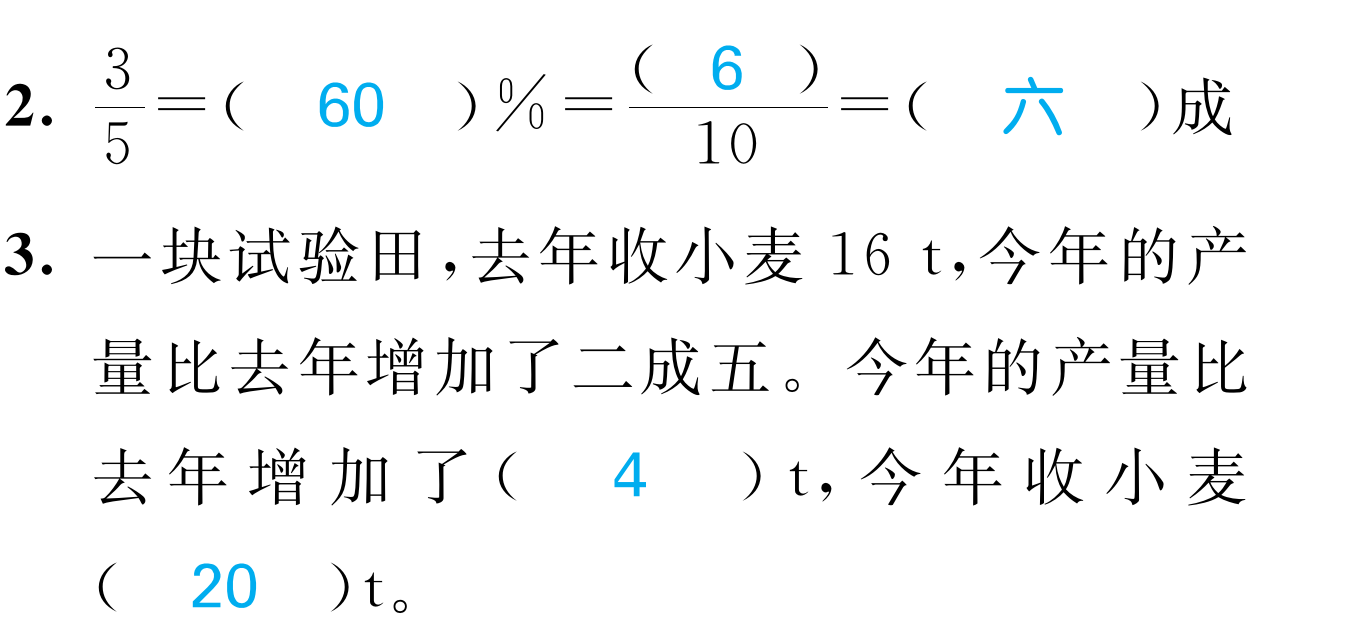 2. 3/5=( 60 )%=( 6 )/10=( 六 )成
3. 一块试验田,去年收小麦 16 t,今年的产
量比去年增加了二成五。今年的产量比
去年增加了( 4 )t,今年收小麦
( 20 )t。